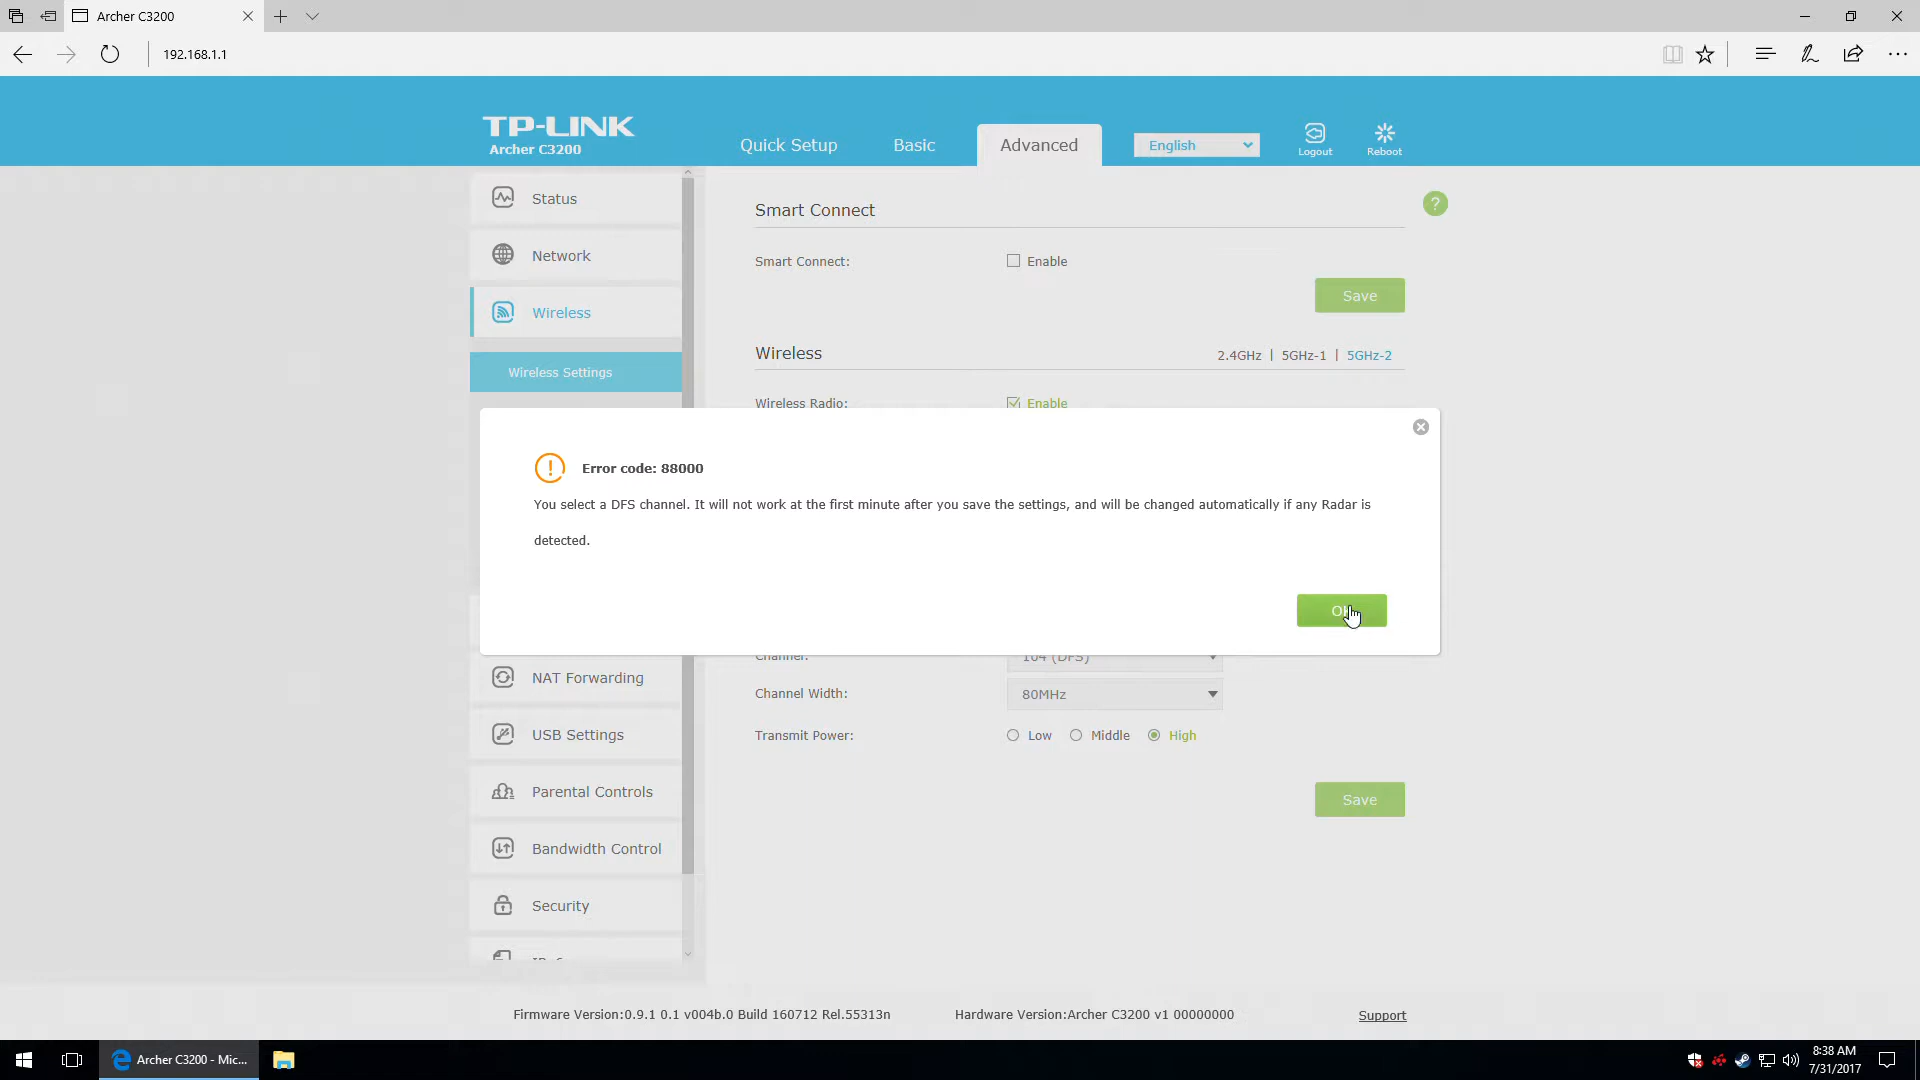 Archer C3200
192.168.1.1
TP-LINK
Archer C3200
Quick Setup
Basic
Advanced
English
Logout
Reboot
Status
Network
Wireless
Wireless Settings
Smart Connect
Smart Connect:
Enable
Save
Wireless
2.4GHz | 5GHz-1 | 5GHz-2
Wireless Radio:
Enable
Error code: 88000
You select a DFS channel. It will not work at the first minute after you save the settings, and will be changed automatically if any Radar is
detected.
Channel:
104 (DFS)
Channel Width:
80MHz
Transmit Power:
Low
Middle
High
Save
NAT Forwarding
USB Settings
Parental Controls
Bandwidth Control
Security
Firmware Version:0.9.1 0.1 v004b.0 Build 160712 Rel.55313n
Hardware Version:Archer C3200 v1 00000000
Support
Archer C3200 - Mic...
8:38 AM
7/31/2017